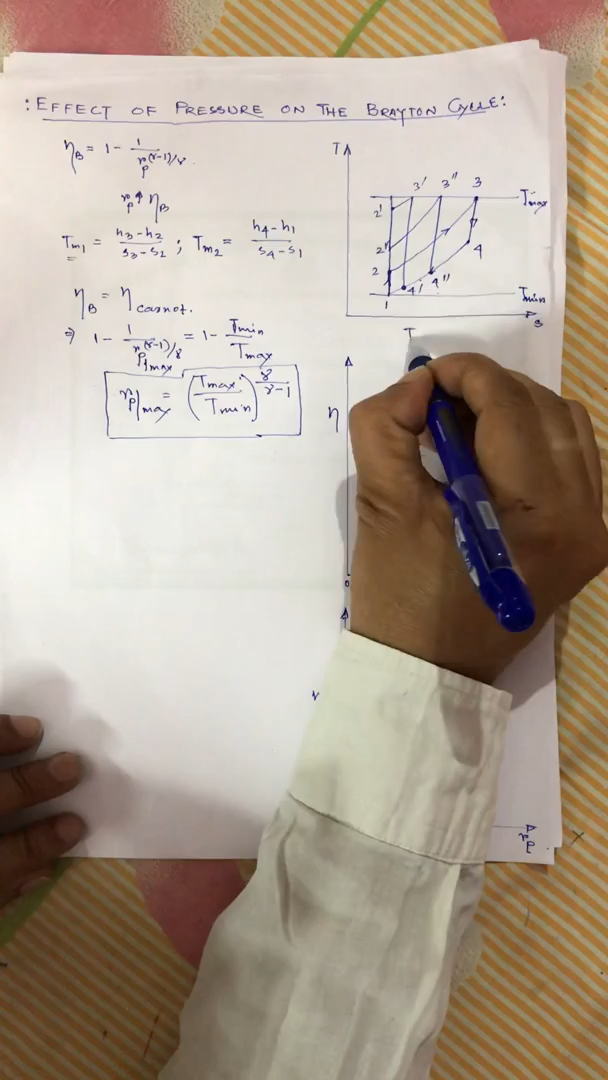 : EFFECT OF PRESSURE ON THE BRAYTON CYCLE :
η_B = 1 - 1/r_p^(γ-1)/γ
r_p ↑ η_B
T_m1 = h3-h2/s3-s2 ; T_m2 = h4-h1/s4-s1
η_B = η carnot.
⇒ 1 - 1/r_p|max^(γ-1)/γ = 1 - Tmin/Tmax
r_p|max = (Tmax/Tmin)^γ/γ-1
T
3' 3'' 3
Tmax
2'
2''
4
2
4' 4''
Tmin
1
s
T
η
0
r_p